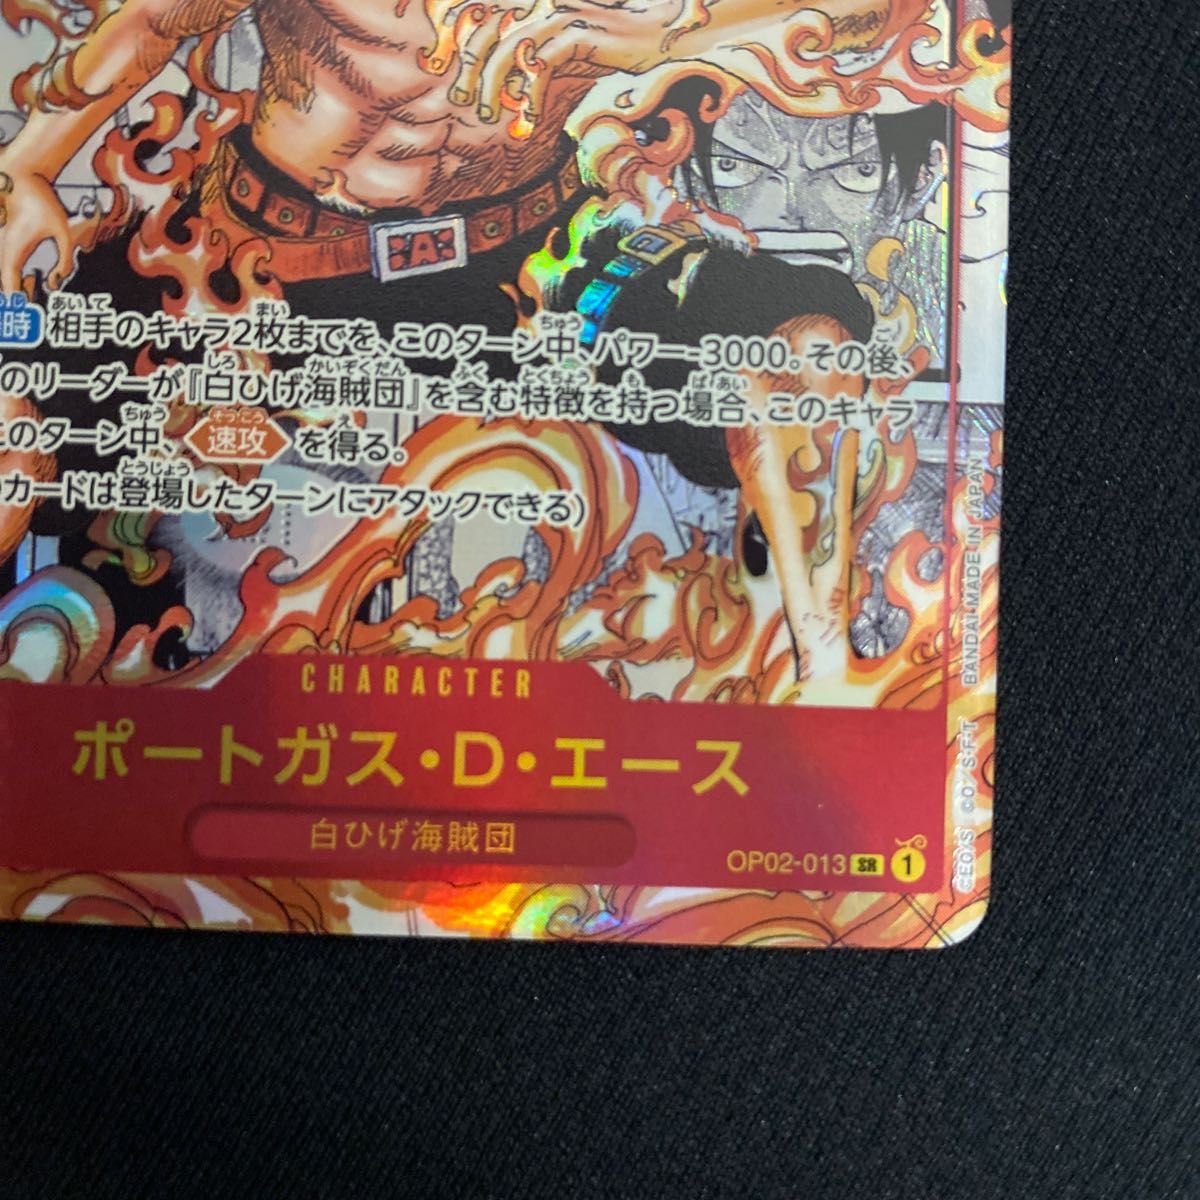 A
時 相手のキャラ2枚までを、このターン中、パワー-3000。その後、
のリーダーが『白ひげ海賊団』を含む特徴を持つ場合、このキャラ
このターン中、速攻を得る。
カードは登場したターンにアタックできる)
CHARACTER
ポートガス・D・エース
白ひげ海賊団
OP02-013 SR 1
©EO/S ©O/S・F・T BANDAI MADE IN JAPAN